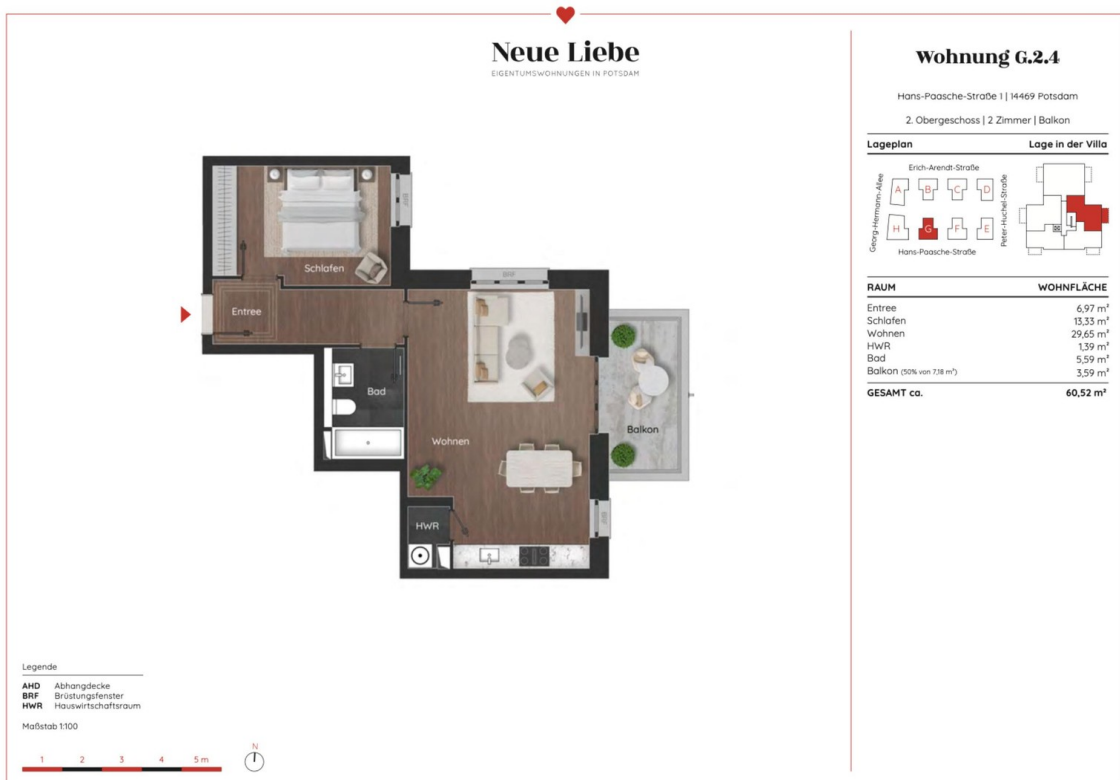 Neue Liebe
EIGENTUMSWOHNUNGEN IN POTSDAM
Schlafen
Entree
BRF
Bad
Wohnen
Balkon
HWR
BRF
BRF
Legende
AHD Abhangdecke
BRF Brüstungsfenster
HWR Hauswirtschaftsraum
Maßstab 1:100
1 2 3 4 5 m
N
Wohnung G.2.4
Hans-Paasche-Straße 1 | 14469 Potsdam
2. Obergeschoss | 2 Zimmer | Balkon
Lageplan Lage in der Villa
Erich-Arendt-Straße
Georg-Hermann-Allee
A B C D
H G F E
Peter-Huchel-Straße
Hans-Paasche-Straße
RAUM WOHNFLÄCHE
Entree 6,97 m²
Schlafen 13,33 m²
Wohnen 29,65 m²
HWR 1,39 m²
Bad 5,59 m²
Balkon (50% von 7,18 m²) 3,59 m²
GESAMT ca. 60,52 m²